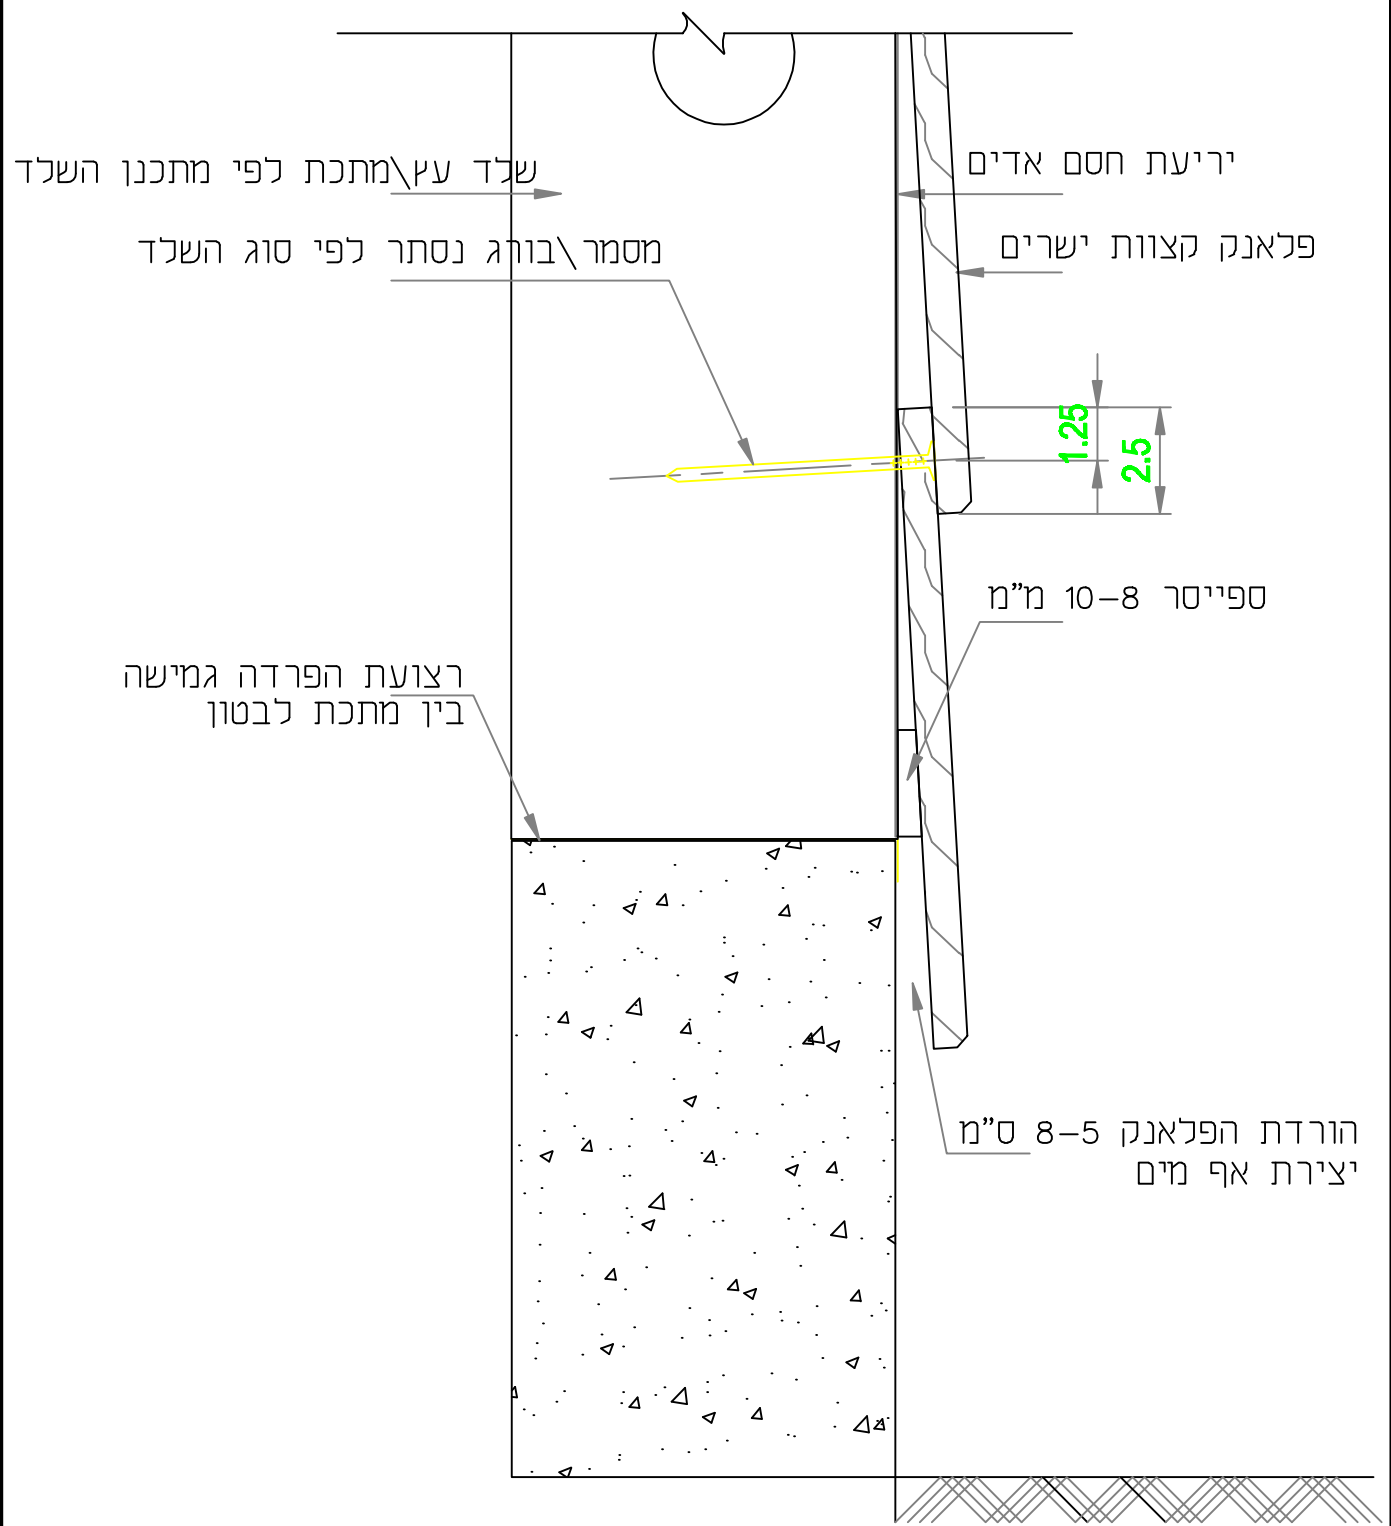 יריעת חסם אדים
שלד עץ\מתכת לפי מתכנן השלד
פלאנק קצוות ישרים
מסמר\בורג נסתר לפי סוג השלד
1.25
2.5
ספייסר 10-8 מ"מ
רצועת הפרדה גמישה
בין מתכת לבטון
הורדת הפלאנק 8-5 ס"מ
יצירת אף מים